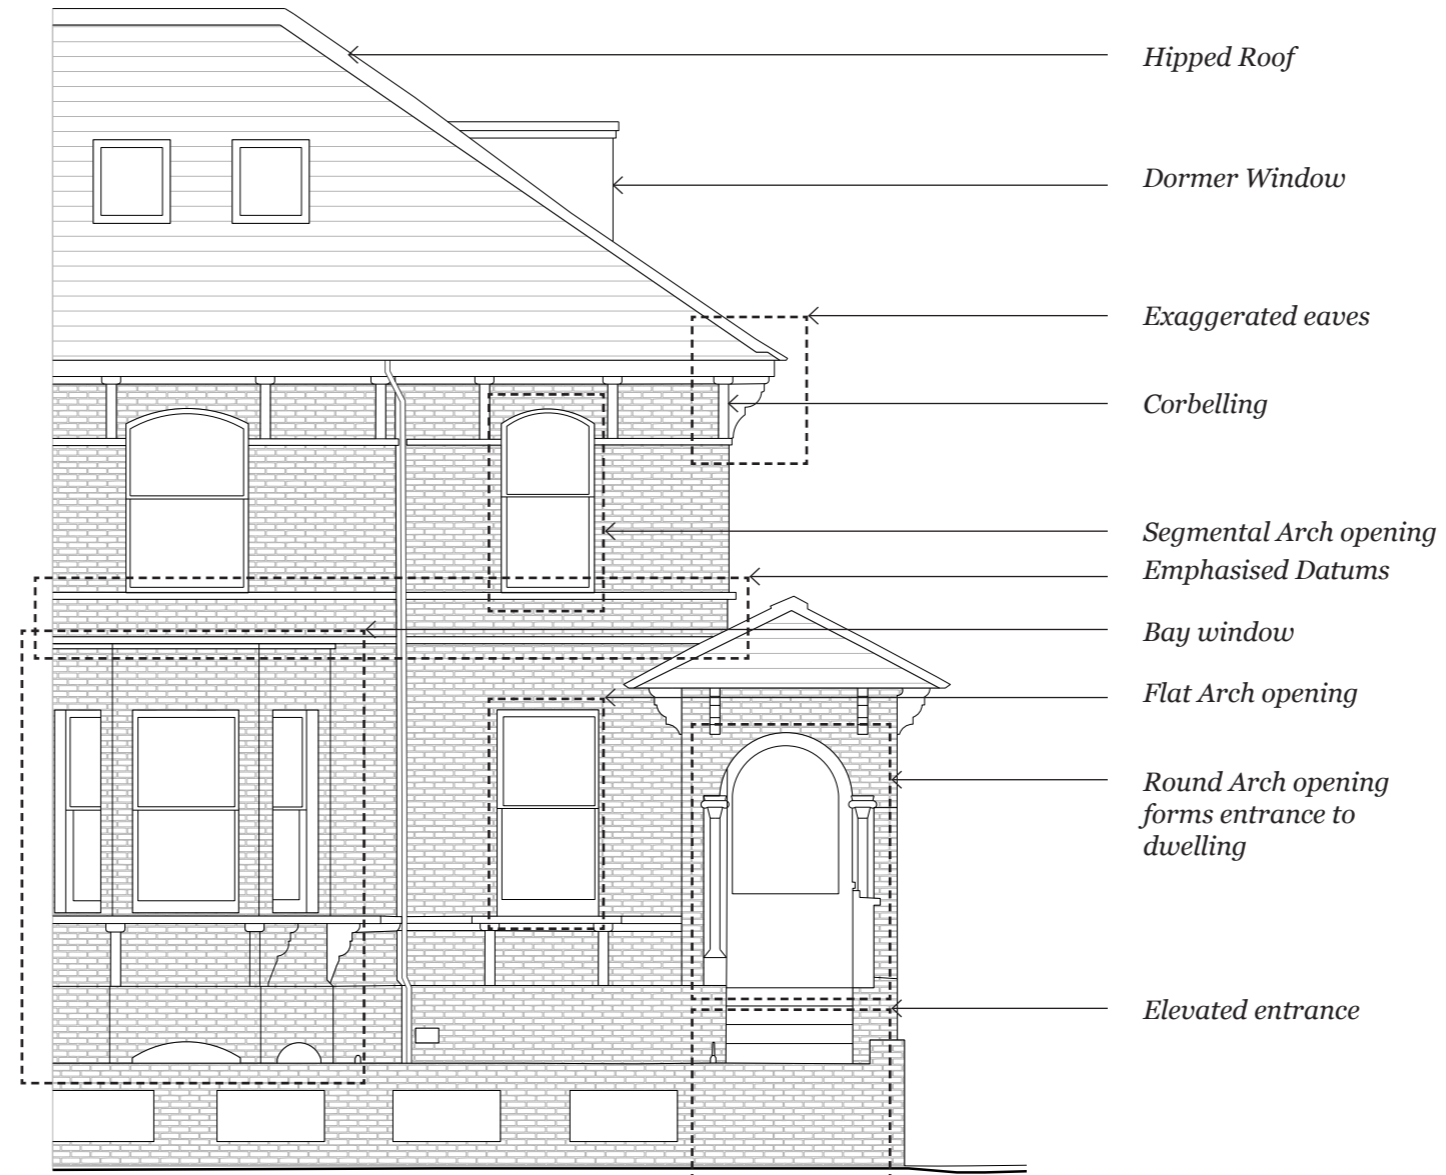 Hipped Roof
Dormer Window
Exaggerated eaves
Corbelling
Segmental Arch opening
Emphasised Datums
Bay window
Flat Arch opening
Round Arch opening
forms entrance to
dwelling
Elevated entrance